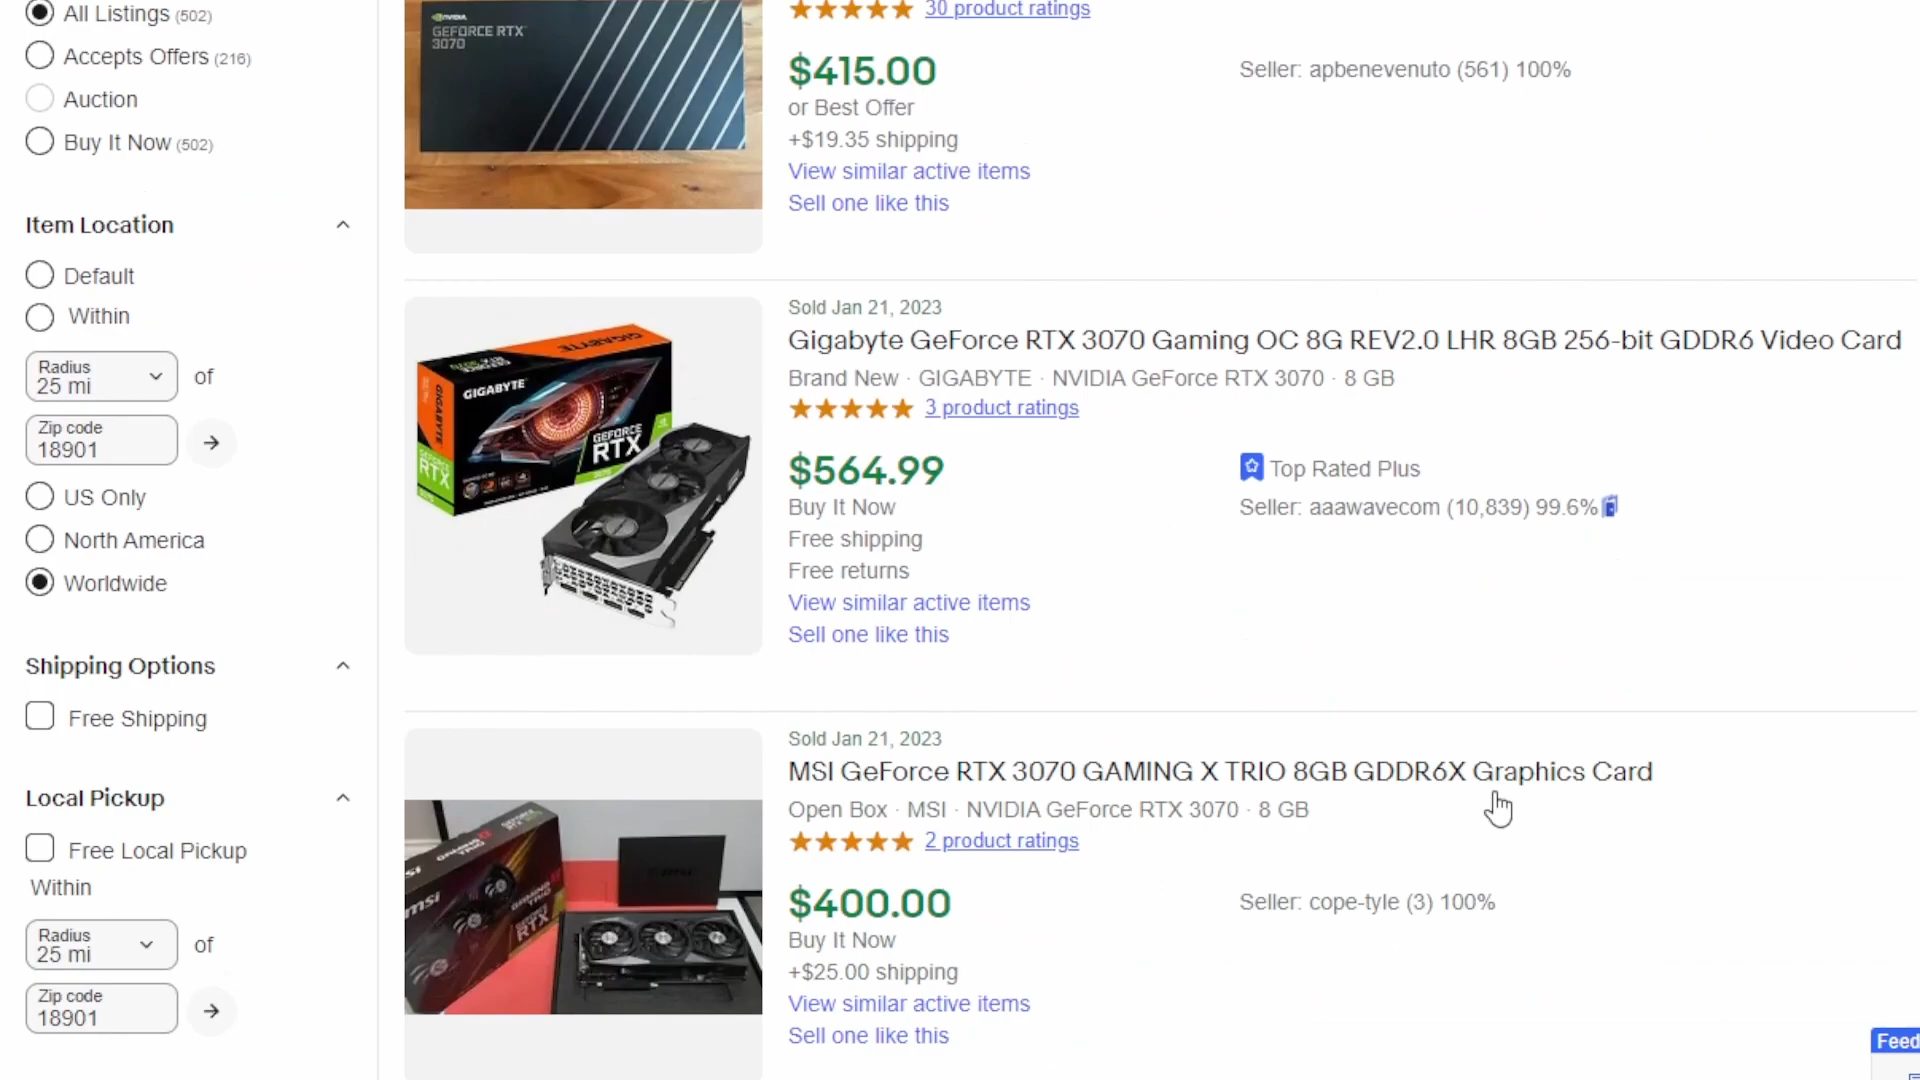 All Listings (502)
Accepts Offers (216)
Auction
Buy It Now (502)
Item Location
Default
Within
Radius
25 mi
of
Zip code
18901
US Only
North America
Worldwide
Shipping Options
Free Shipping
Local Pickup
Free Local Pickup
Within
Radius
25 mi
of
Zip code
18901
NVIDIA
GEFORCE RTX
3070
30 product ratings
$415.00
or Best Offer
+$19.35 shipping
View similar active items
Sell one like this
Seller: apbenevenuto (561) 100%
GIGABYTE
GIGABYTE
GIGABYTE
GEFORCE
RTX
GEFORCE
RTX
Sold Jan 21, 2023
Gigabyte GeForce RTX 3070 Gaming OC 8G REV2.0 LHR 8GB 256-bit GDDR6 Video Card
Brand New · GIGABYTE · NVIDIA GeForce RTX 3070 · 8 GB
3 product ratings
$564.99
Buy It Now
Free shipping
Free returns
View similar active items
Sell one like this
Top Rated Plus
Seller: aaawavecom (10,839) 99.6%
msi
RTX
Sold Jan 21, 2023
MSI GeForce RTX 3070 GAMING X TRIO 8GB GDDR6X Graphics Card
Open Box · MSI · NVIDIA GeForce RTX 3070 · 8 GB
2 product ratings
$400.00
Buy It Now
+$25.00 shipping
View similar active items
Sell one like this
Seller: cope-tyle (3) 100%
Feed